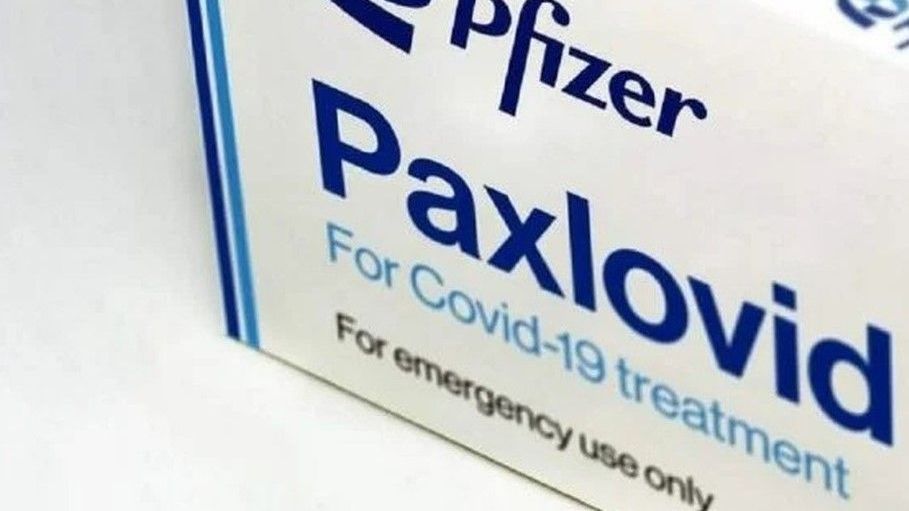 Pfizer
Paxlovid
For Covid-19 treatment
For emergency use only